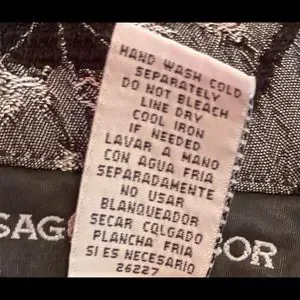 HAND WASH COLD
SEPARATELY
DO NOT BLEACH
LINE DRY
COOL IRON
IF NEEDED
LAVAR A MANO
CON AGUA FRIA
SEPARADAMENTE
NO USAR
BLANQUEADOR
SECAR COLGADO
PLANCHA FRIA
SI ES NECESARIO
26227